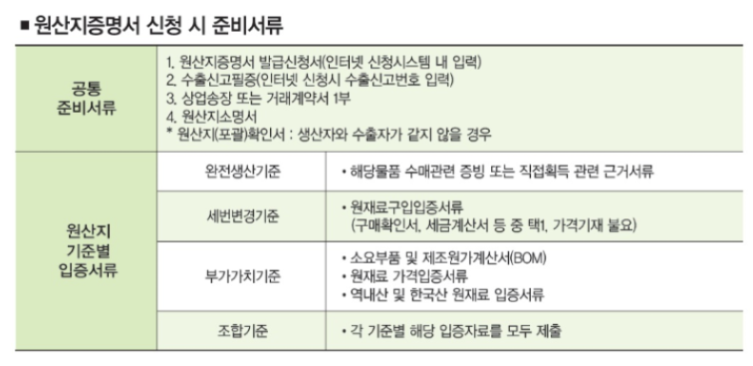 ■ 원산지증명서 신청 시 준비서류
공통
준비서류
1. 원산지증명서 발급신청서(인터넷 신청시스템 내 입력)
2. 수출신고필증(인터넷 신청시 수출신고번호 입력)
3. 상업송장 또는 거래계약서 1부
4. 원산지소명서
* 원산지(포괄)확인서 : 생산자와 수출자가 같지 않을 경우
원산지
기준별
입증서류
완전생산기준
• 해당물품 수매관련 증빙 또는 직접획득 관련 근거서류
세번변경기준
• 원재료구입입증서류
(구매확인서, 세금계산서 등 중 택1, 가격기재 불요)
부가가치기준
• 소요부품 및 제조원가계산서(BOM)
• 원재료 가격입증서류
• 역내산 및 한국산 원재료 입증서류
조합기준
• 각 기준별 해당 입증자료를 모두 제출